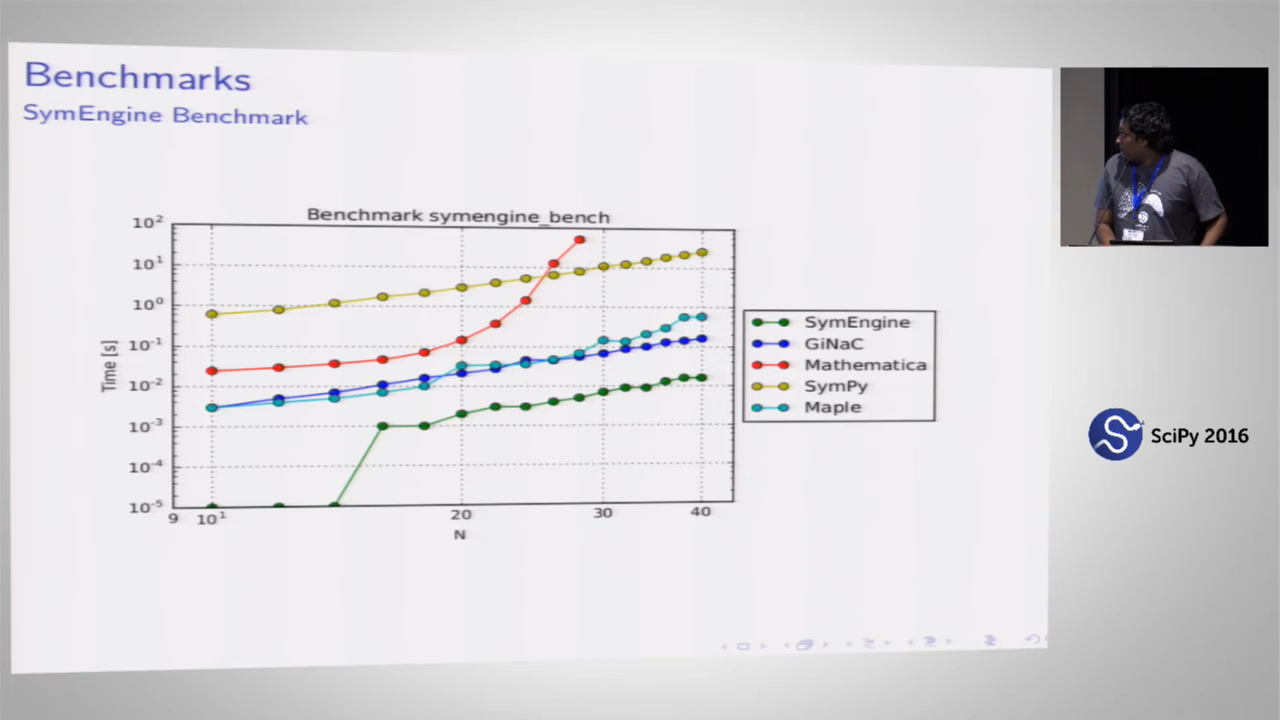 Benchmarks
SymEngine Benchmark
Benchmark symengine_bench
10²
10¹
10⁰
10⁻¹
10⁻²
10⁻³
10⁻⁴
10⁻⁵
Time [s]
9 10¹ 20 30 40
N
SymEngine
GiNaC
Mathematica
SymPy
Maple
SciPy 2016